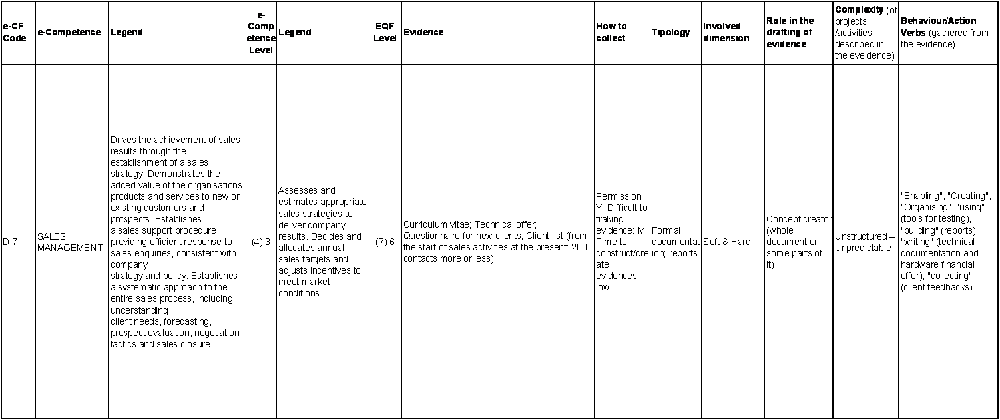 e-CF Code
e-Competence
Legend
e-
Comp
etence
Level
Legend
EQF
Level
Evidence
How to
collect
Tipology
Involved
dimension
Role in the
drafting of
evidence
Complexity (of
projects
/activities
described in
the eveidence)
Behaviour/Action
Verbs (gathered from
the evidence)
D.7.
SALES
MANAGEMENT
Drives the achievement of sales
results through the
establishment of a sales
strategy. Demonstrates the
added value of the organisations
products and services to new or
existing customers and
prospects. Establishes
a sales support procedure
providing efficient response to
sales enquiries, consistent with
company
strategy and policy. Establishes
a systematic approach to the
entire sales process, including
understanding
client needs, forecasting,
prospect evaluation, negotiation
tactics and sales closure.
(4) 3
Assesses and
estimates appropriate
sales strategies to
deliver company
results. Decides and
allocates annual
sales targets and
adjusts incentives to
meet market
conditions.
(7) 6
Curriculum vitae; Technical offer;
Questionnaire for new clients; Client list (from
the start of sales activities at the present: 200
contacts more or less)
Permission:
Y; Difficult to
traking
evidence: M;
Time to
construct/cre
ate
evidences:
low
Formal
documentat
ion; reports
Soft & Hard
Concept creator
(whole
document or
some parts of
it)
Unstructured –
Unpredictable
"Enabling", "Creating",
"Organising", "using"
(tools for testing),
"building" (reports),
"writing" (technical
documentation and
hardware financial
offer), "collecting"
(client feedbacks).